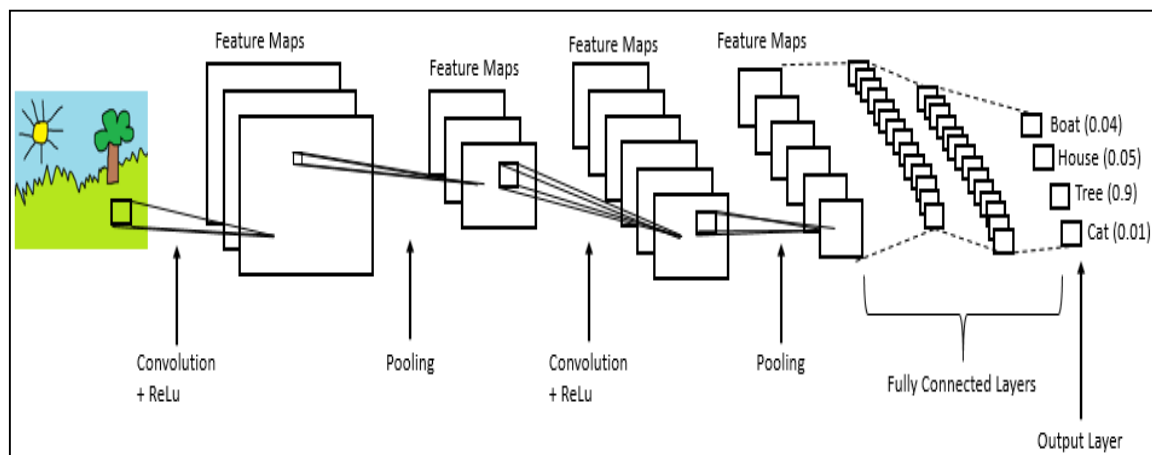 Feature Maps
Feature Maps
Feature Maps
Feature Maps
Boat (0.04)
House (0.05)
Tree (0.9)
Cat (0.01)
Convolution
+ ReLu
Pooling
Convolution
+ ReLu
Pooling
Fully Connected Layers
Output Layer